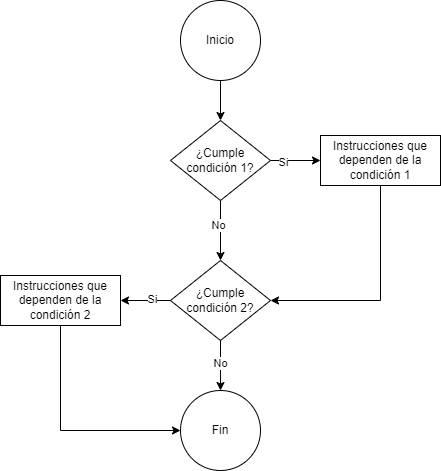 Inicio
¿Cumple
condición 1?
Si
Instrucciones que
dependen de la
condición 1
No
¿Cumple
condición 2?
Si
Instrucciones que
dependen de la
condición 2
No
Fin